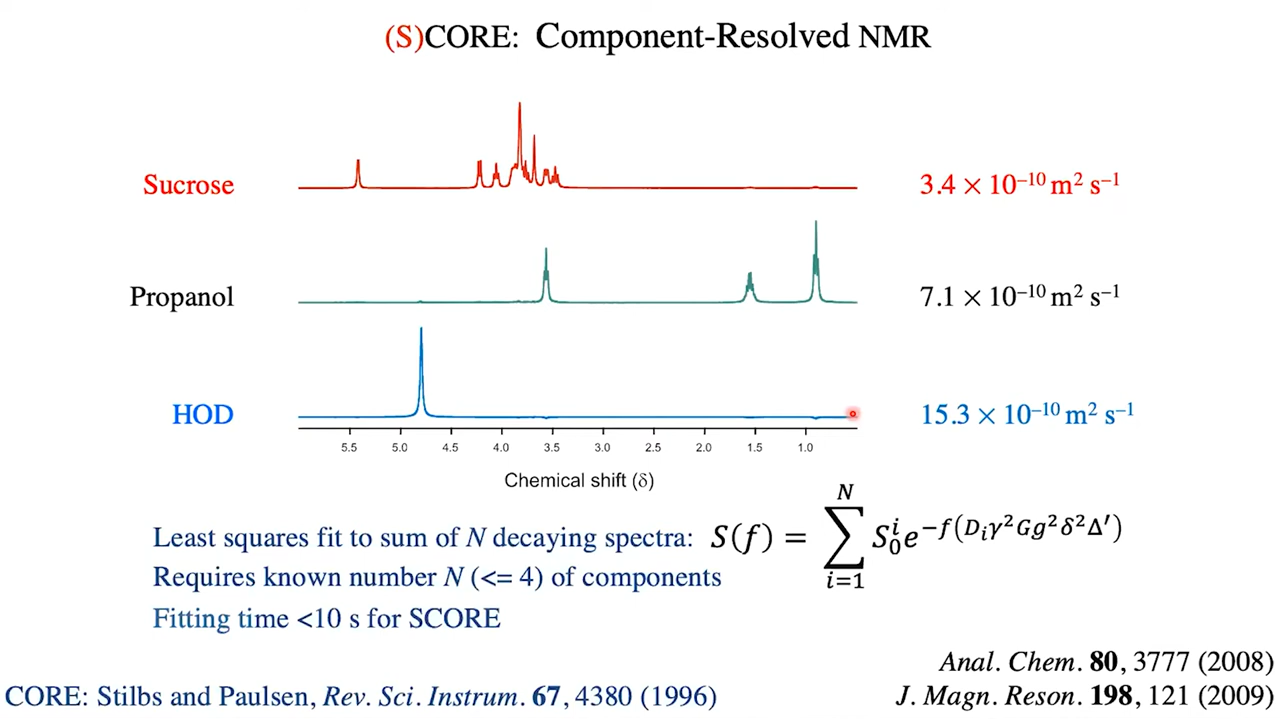 (S)CORE: Component-Resolved NMR
Sucrose
3.4 × 10⁻¹⁰ m² s⁻¹
Propanol
7.1 × 10⁻¹⁰ m² s⁻¹
HOD
15.3 × 10⁻¹⁰ m² s⁻¹
5.5 5.0 4.5 4.0 3.5 3.0 2.5 2.0 1.5 1.0
Chemical shift (δ)
Least squares fit to sum of N decaying spectra: S(f) = ∑_{i=1}^{N} S₀ⁱ e^{−f(D_iγ²Gg²δ²Δ′)}
Requires known number N (<= 4) of components
Fitting time <10 s for SCORE
Anal. Chem. 80, 3777 (2008)
CORE: Stilbs and Paulsen, Rev. Sci. Instrum. 67, 4380 (1996)
J. Magn. Reson. 198, 121 (2009)